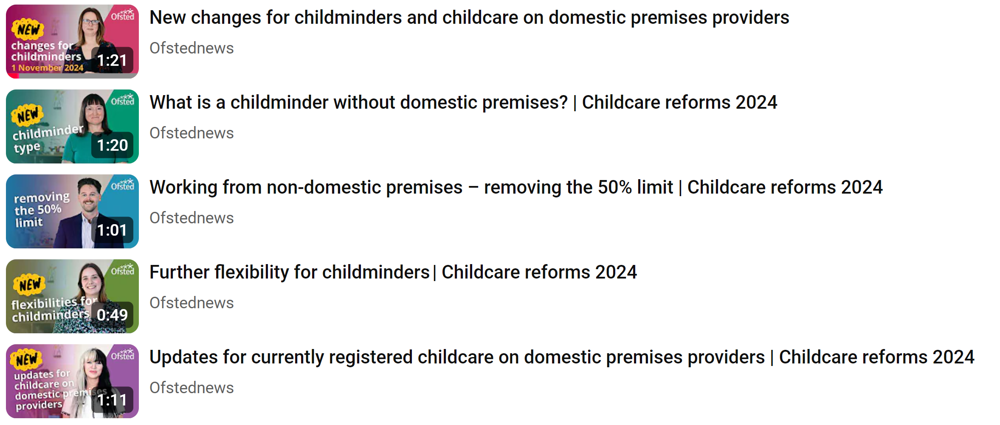 Ofsted
NEW
changes for
childminders
1 November 2024
1:21
New changes for childminders and childcare on domestic premises providers
Ofstednews
Ofsted
NEW
childminder
type
1:20
What is a childminder without domestic premises? | Childcare reforms 2024
Ofstednews
Ofsted
removing
the 50%
limit
1:01
Working from non-domestic premises – removing the 50% limit | Childcare reforms 2024
Ofstednews
Ofsted
NEW
flexibilities for
childminders
0:49
Further flexibility for childminders| Childcare reforms 2024
Ofstednews
Ofsted
NEW
updates for
childcare on
domestic premises
providers
1:11
Updates for currently registered childcare on domestic premises providers | Childcare reforms 2024
Ofstednews